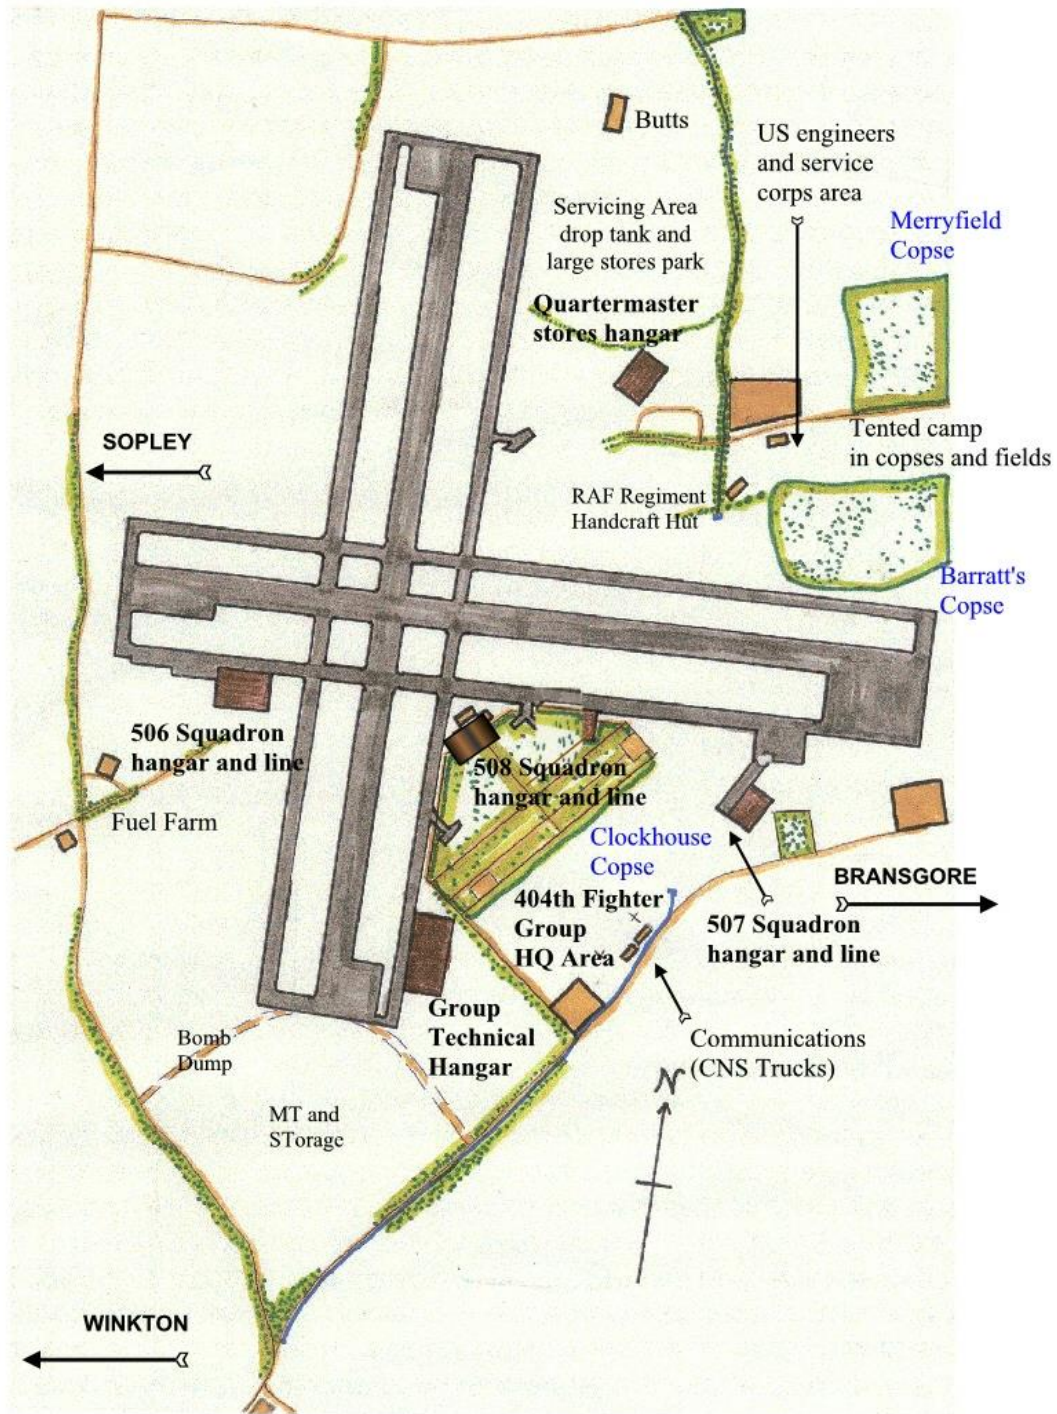 Butts
US engineers
and service
corps area
Servicing Area
drop tank and
large stores park
Merryfield
Copse
Quartermaster
stores hangar
SOPLEY
Tented camp
in copses and fields
RAF Regiment
Handcraft Hut
Barratt's
Copse
506 Squadron
hangar and line
508 Squadron
hangar and line
Fuel Farm
Clockhouse
Copse
BRANSGORE
404th Fighter
Group
HQ Area
507 Squadron
hangar and line
Group
Technical
Hangar
Bomb
Dump
Communications
(CNS Trucks)
N
MT and
STorage
WINKTON